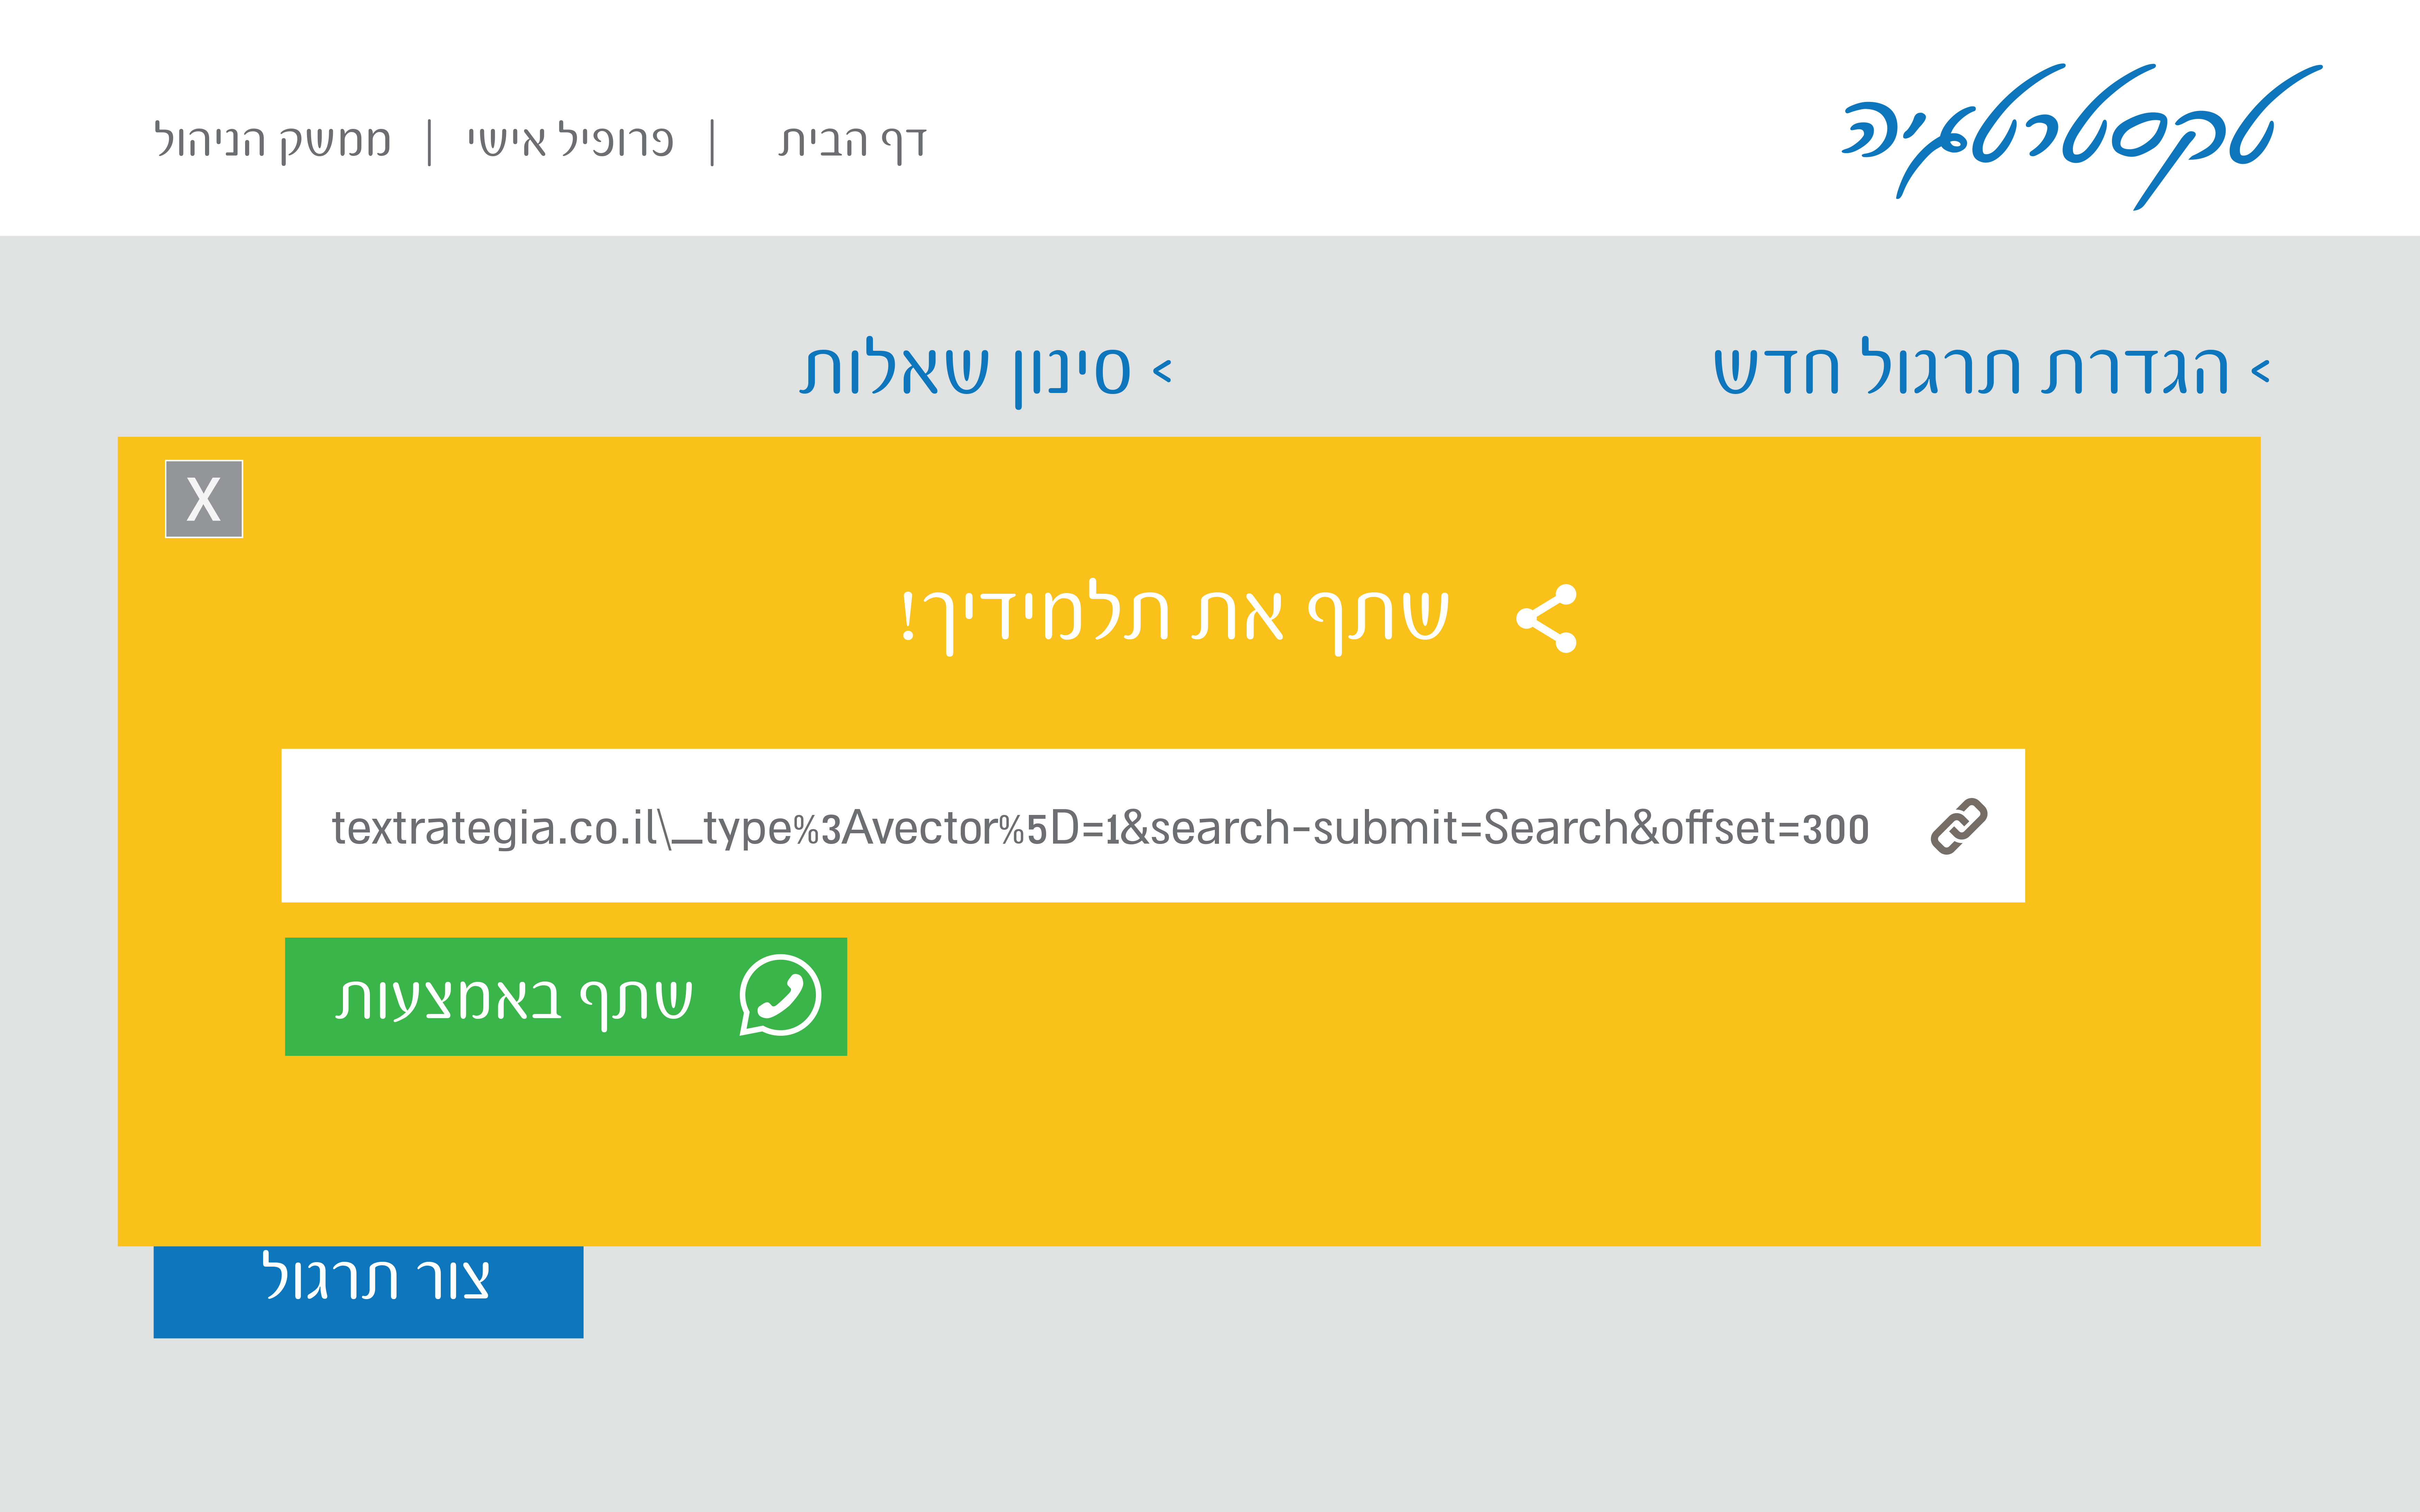 טקסטרטגיה
דף הבית | פרופיל אישי | ממשק הניהול
> הגדרת תרגול חדש
> סינון שאלות
X
שתף את תלמידיך!
textrategia.co.il\_type%3Avector%5D=1&search-submit=Search&offset=300
שתף באמצעות
צור תרגול